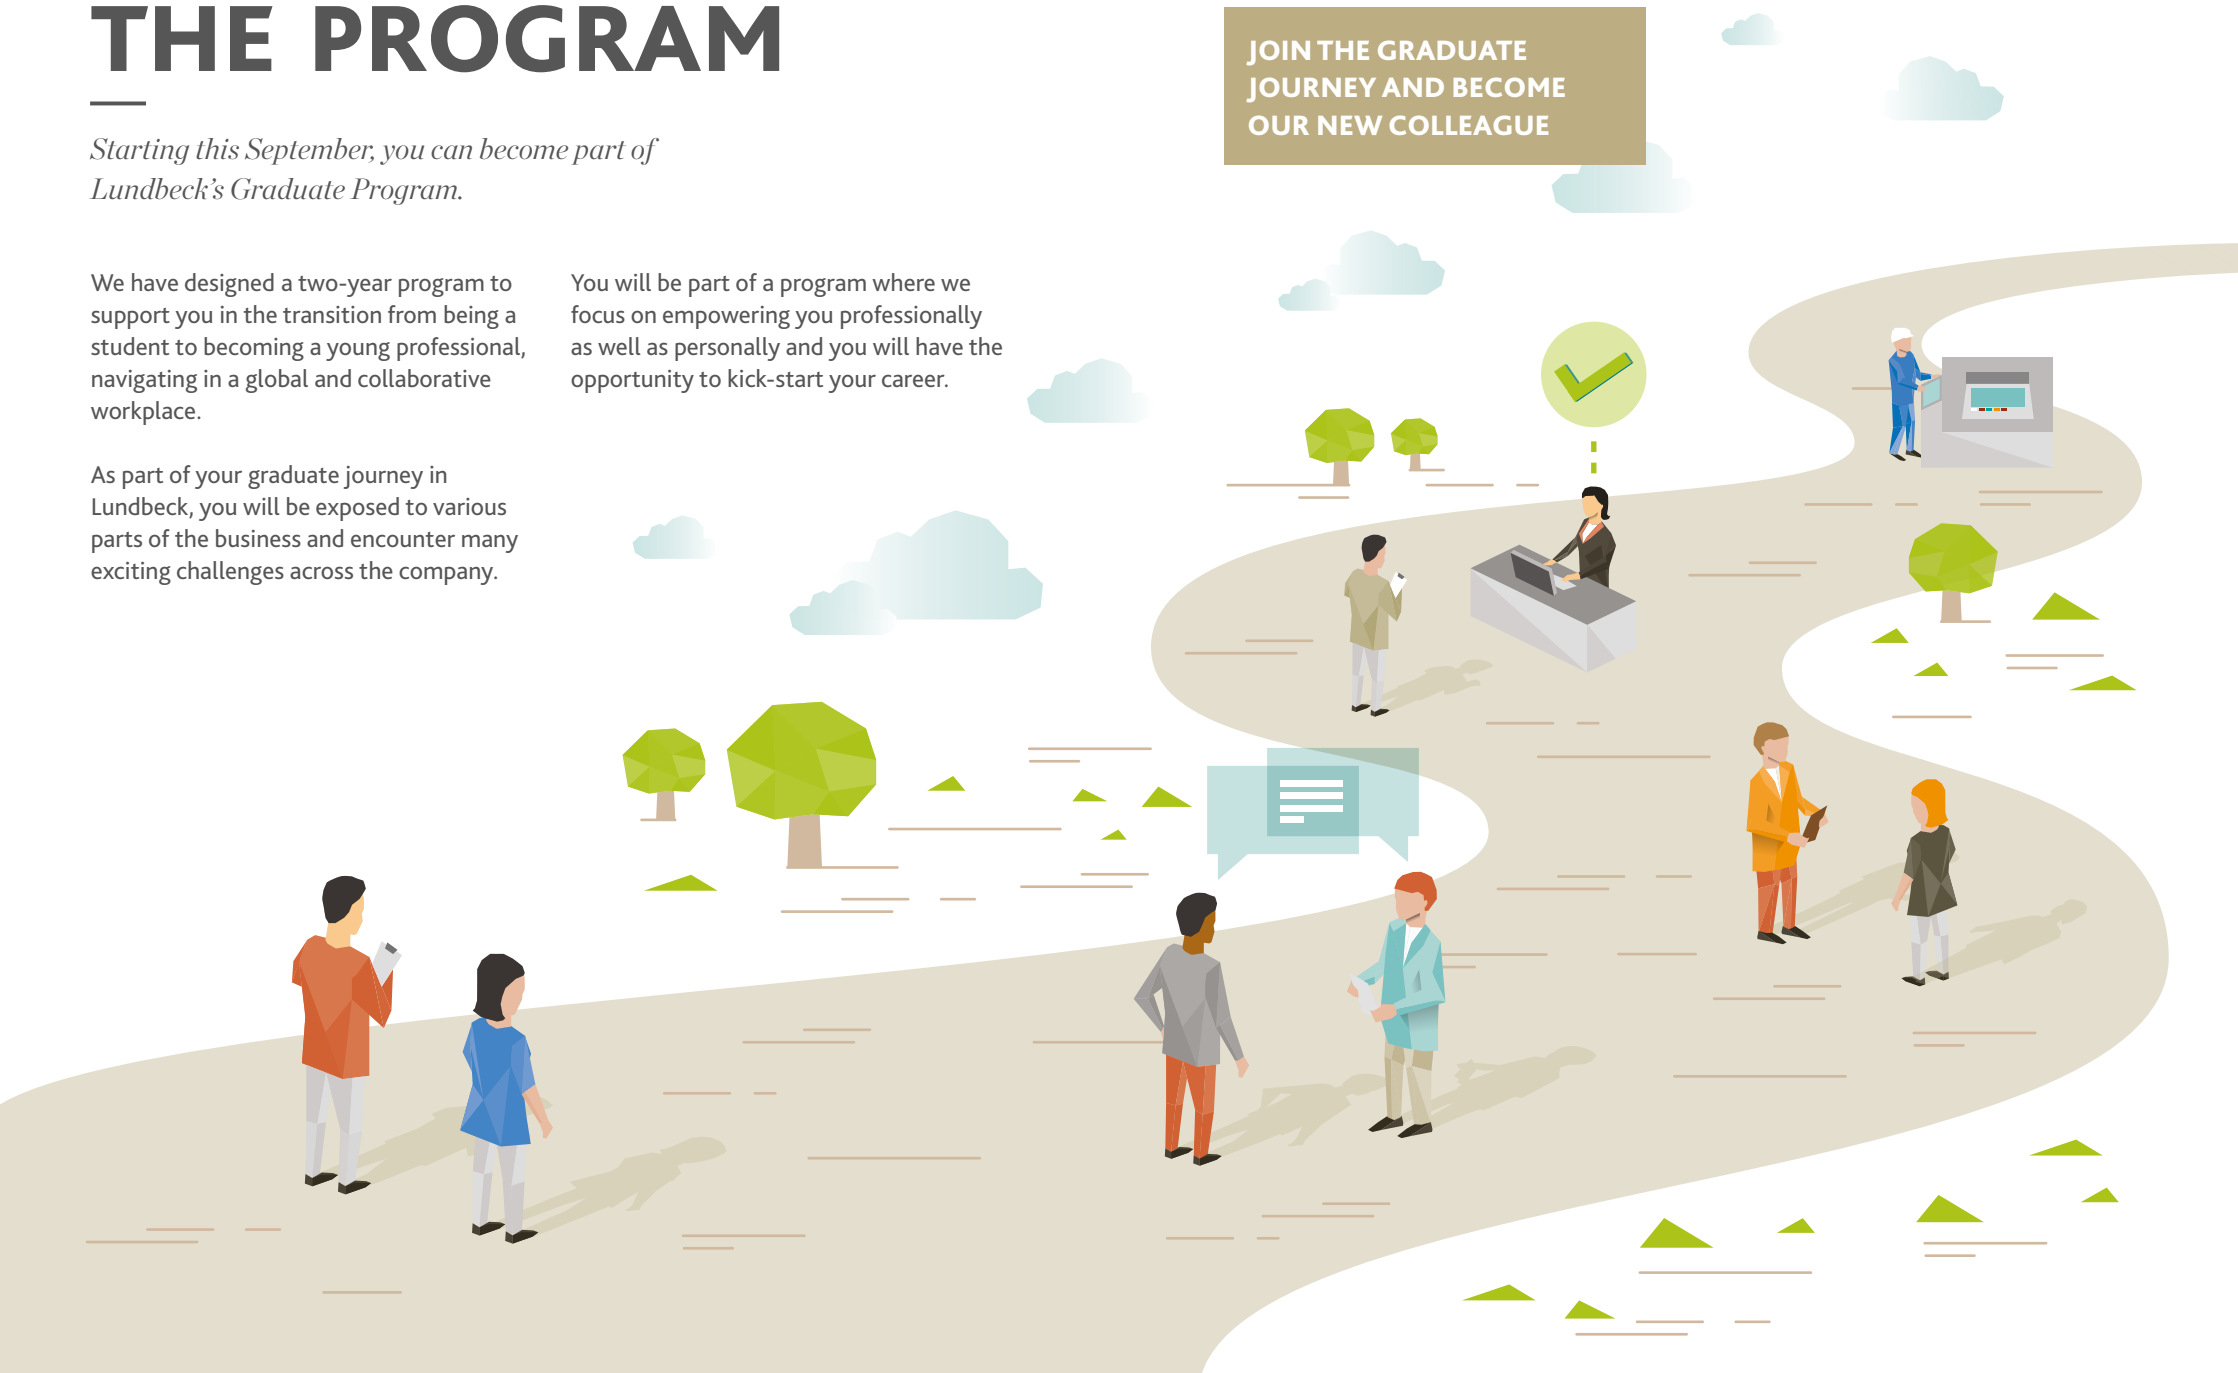 THE PROGRAM
Starting this September, you can become part of
Lundbeck’s Graduate Program.
We have designed a two-year program to
support you in the transition from being a
student to becoming a young professional,
navigating in a global and collaborative
workplace.
As part of your graduate journey in
Lundbeck, you will be exposed to various
parts of the business and encounter many
exciting challenges across the company.
You will be part of a program where we
focus on empowering you professionally
as well as personally and you will have the
opportunity to kick-start your career.
JOIN THE GRADUATE
JOURNEY AND BECOME
OUR NEW COLLEAGUE